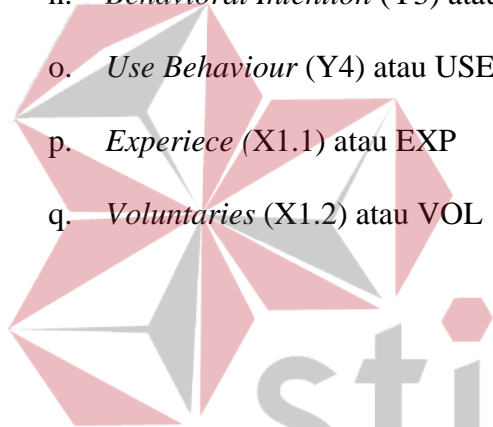 n. Behavioral Intention (Y3) atau
o. Use Behaviour (Y4) atau USE
p. Experiece (X1.1) atau EXP
q. Voluntaries (X1.2) atau VOL
sti